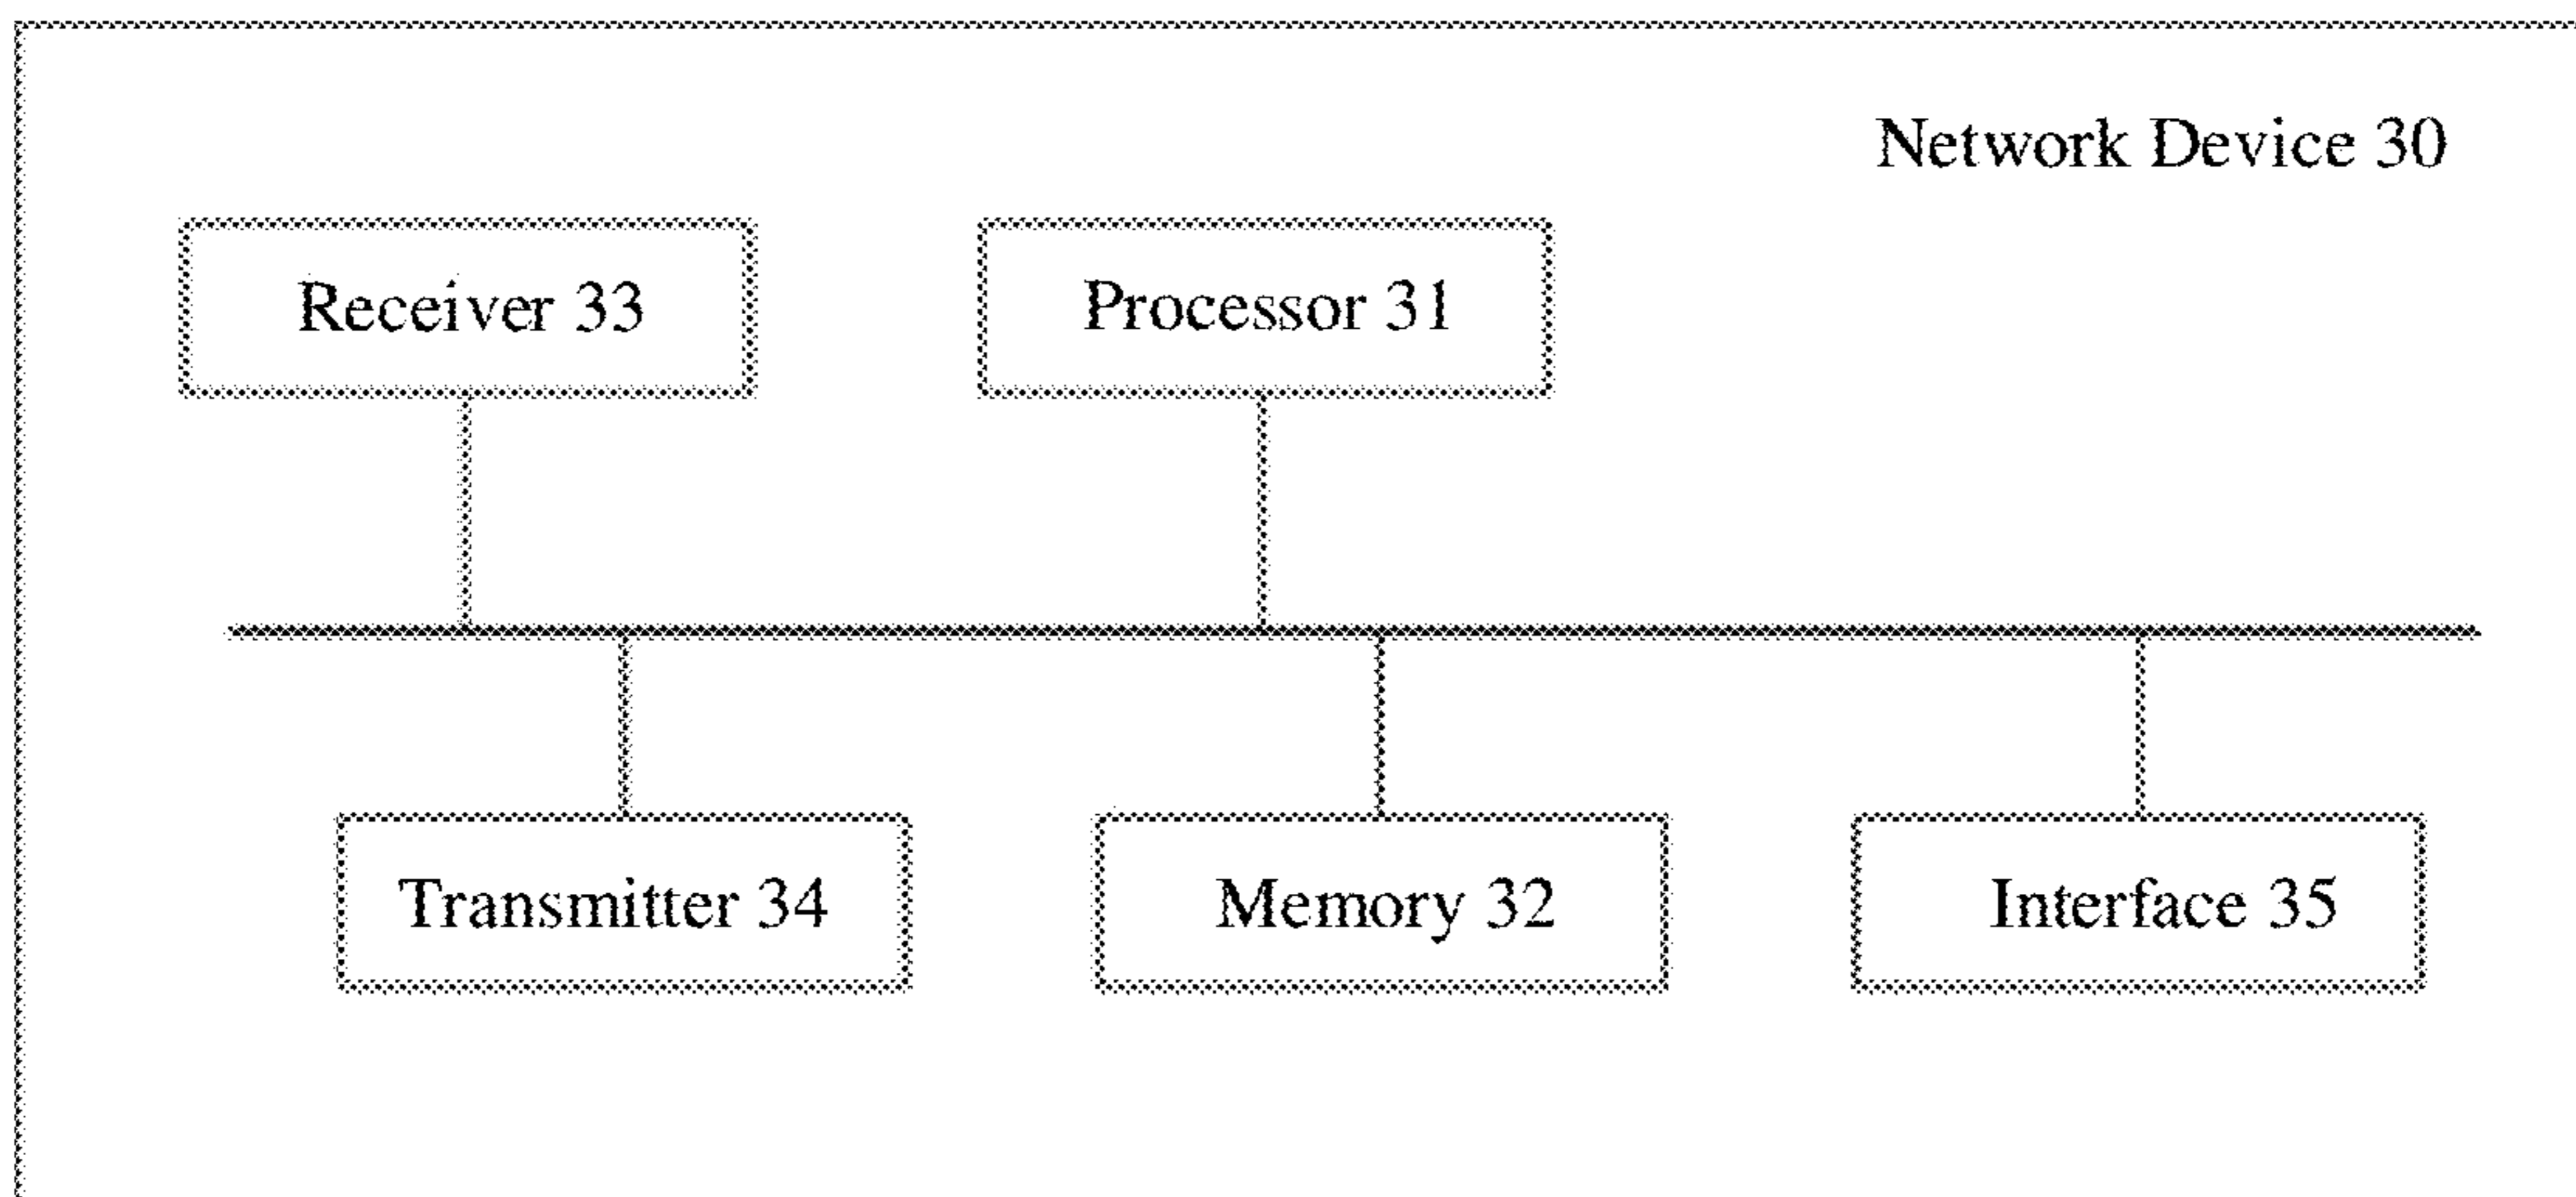 Network Device 30
Receiver 33
Processor 31
Transmitter 34
Memory 32
Interface 35